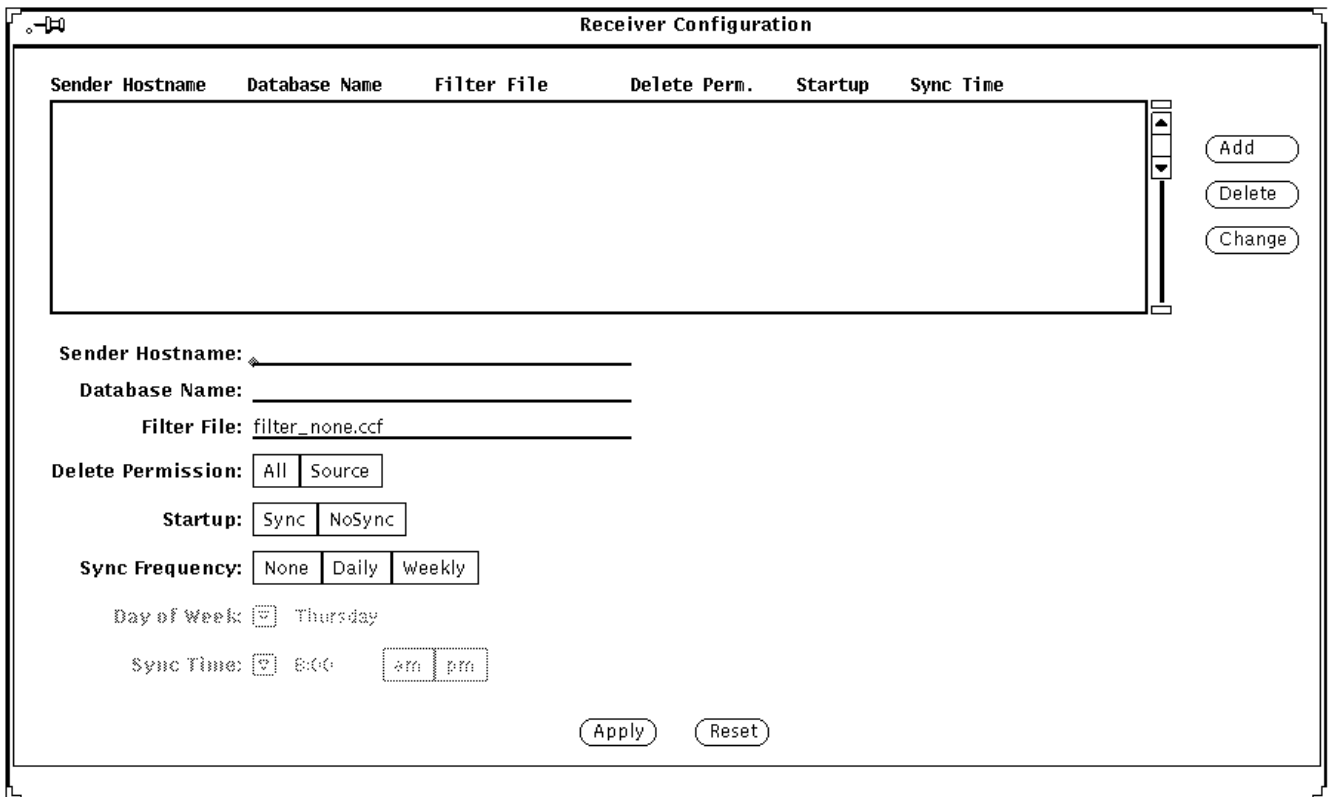 Receiver Configuration
Sender Hostname Database Name Filter File Delete Perm. Startup Sync Time
Add
Delete
Change
Sender Hostname:
Database Name:
Filter File: filter_none.ccf
Delete Permission: All Source
Startup: Sync NoSync
Sync Frequency: None Daily Weekly
Day of Week: Thursday
Sync Time: 8:00 am pm
Apply Reset